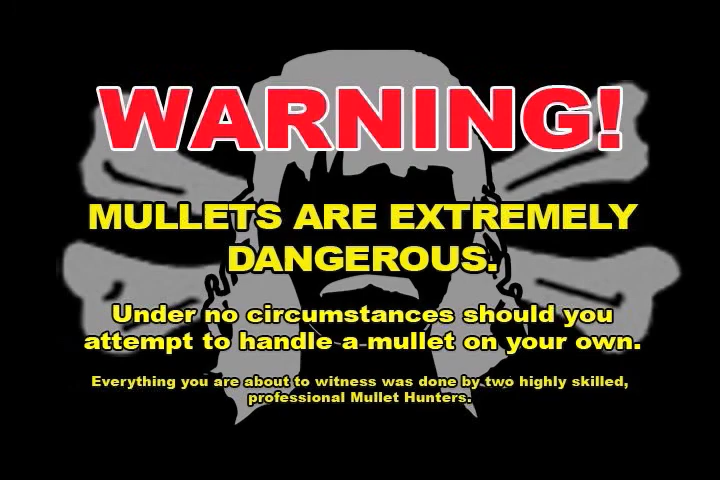 WARNING!
MULLETS ARE EXTREMELY
DANGEROUS.
Under no circumstances should you
attempt to handle a mullet on your own.
Everything you are about to witness was done by two highly skilled,
professional Mullet Hunters.